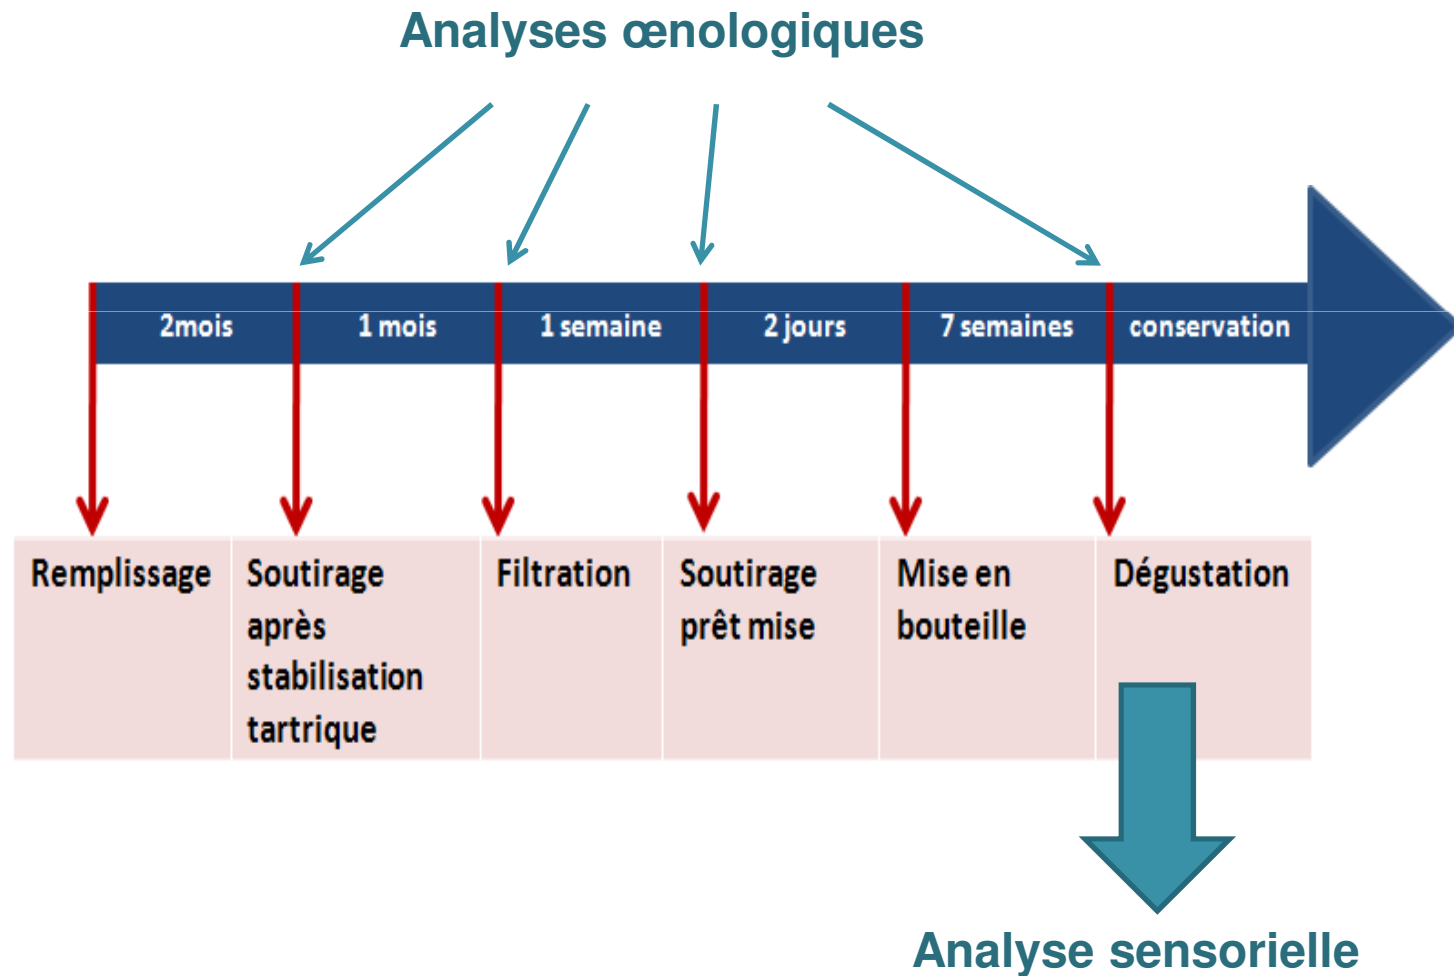 Analyses œnologiques
2mois
1 mois
1 semaine
2 jours
7 semaines
conservation
Remplissage
Soutirage
après
stabilisation
tartrique
Filtration
Soutirage
prêt mise
Mise en
bouteille
Dégustation
Analyse sensorielle